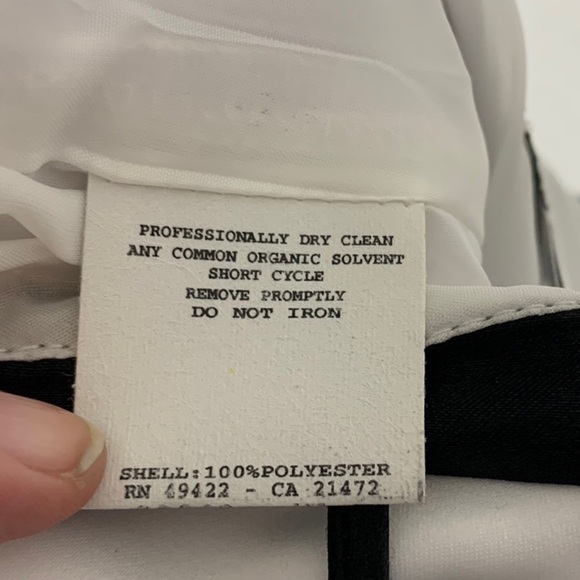 PROFESSIONALLY DRY CLEAN
ANY COMMON ORGANIC SOLVENT
SHORT CYCLE
REMOVE PROMPTLY
DO NOT IRON
SHELL:100%POLYESTER
RN 49422 - CA 21472